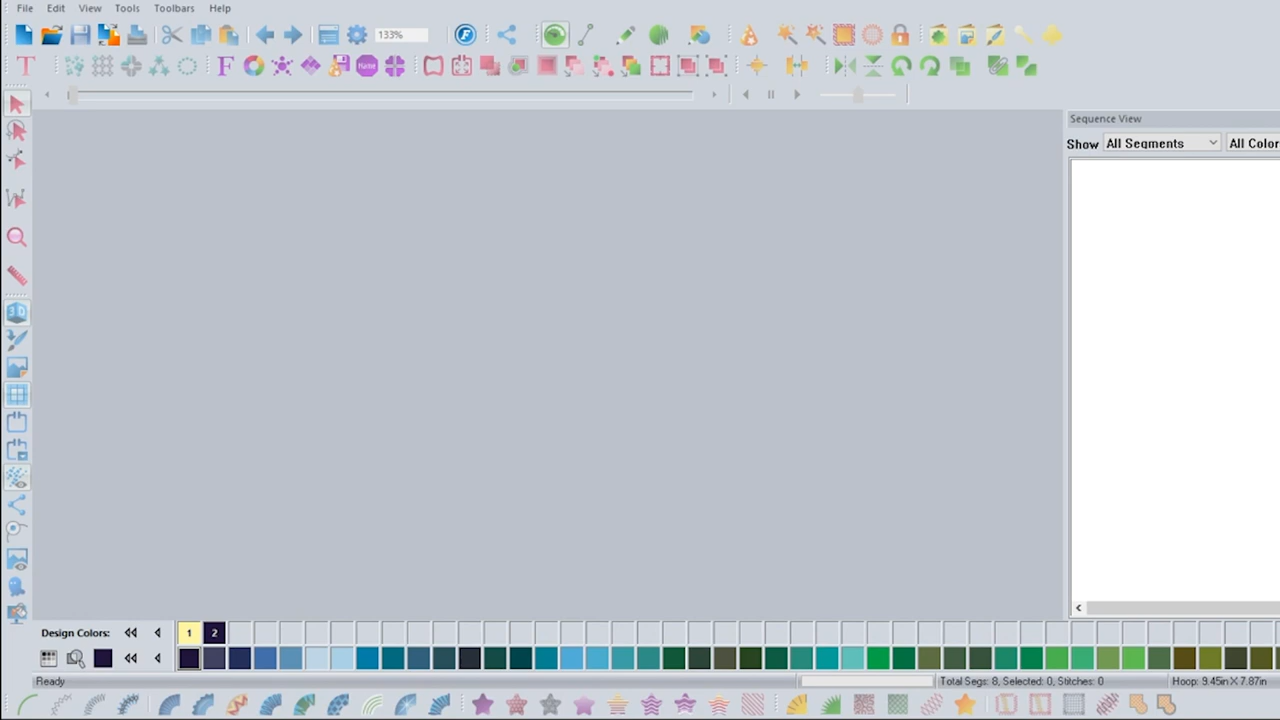 File Edit View Tools Toolbars Help
133%
Sequence View
Show All Segments All Color
Design Colors: 1 2
Ready Total Segs: 8, Selected: 0, Stitches: 0 Hoop: 9.45in X 7.87in